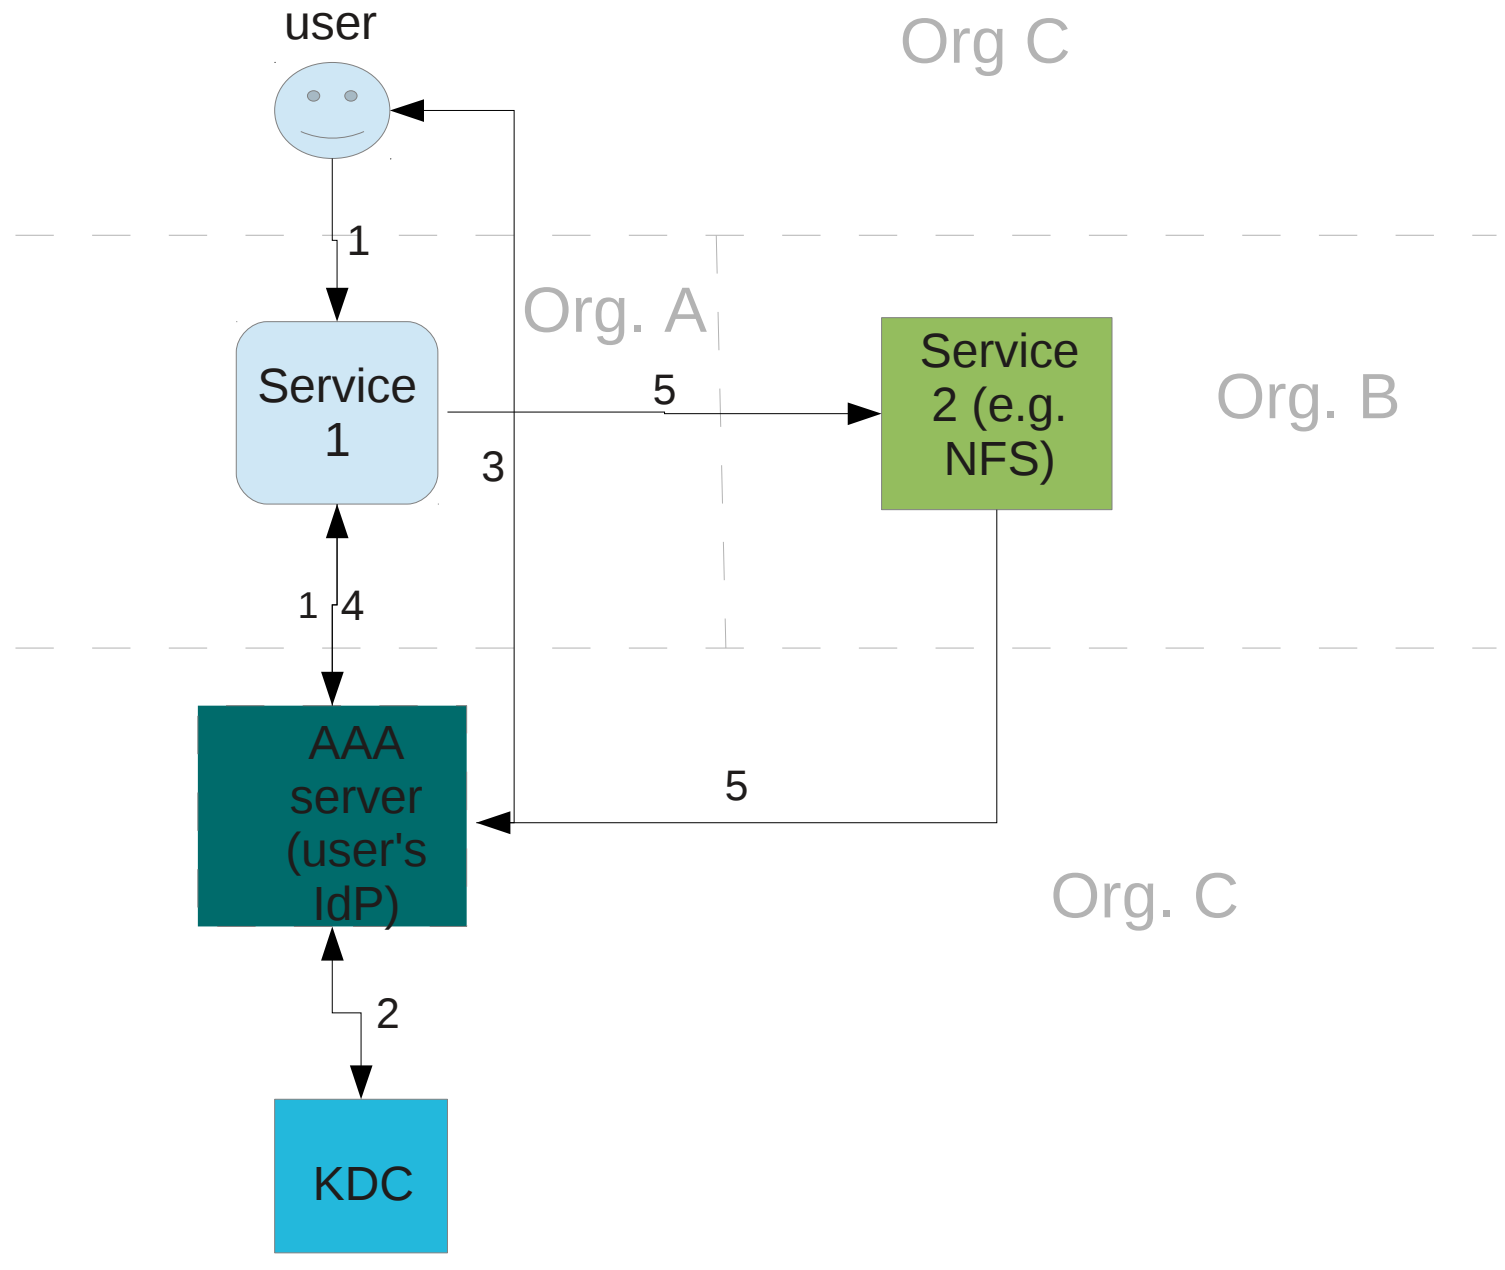 user
Org C
1
Org. A
Service
1
5
Service
2 (e.g.
NFS)
Org. B
3
1
4
AAA
server
(user's
IdP)
5
Org. C
2
KDC